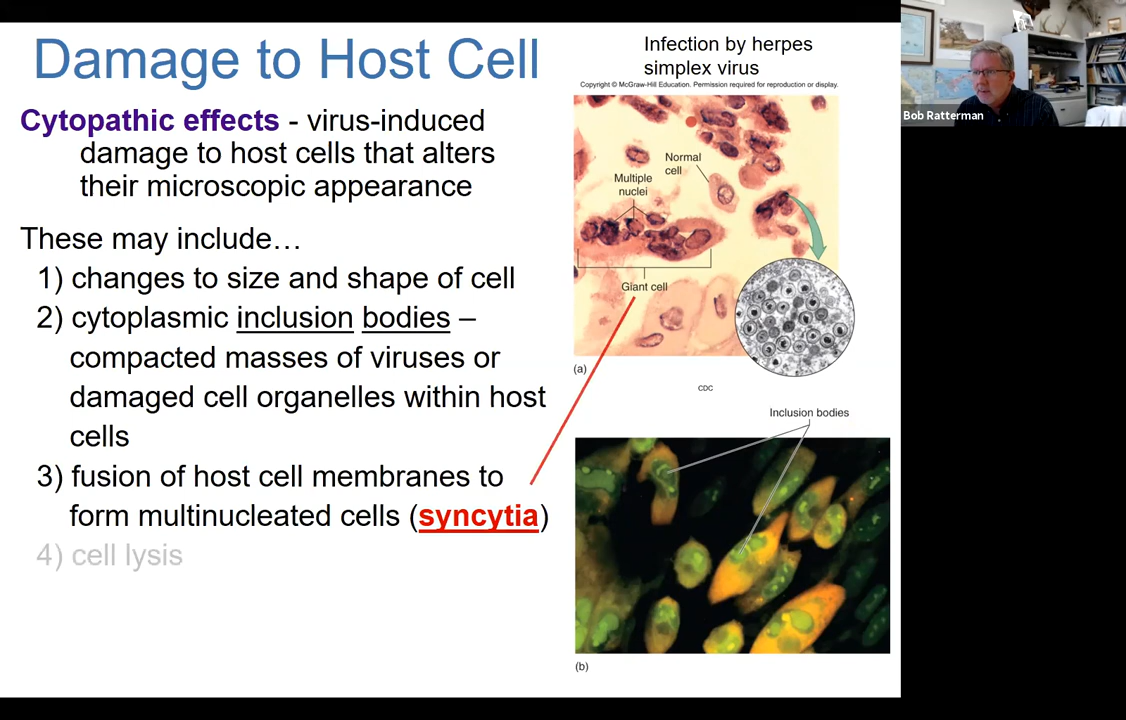 Damage to Host Cell
Cytopathic effects - virus-induced
damage to host cells that alters
their microscopic appearance
These may include…
1) changes to size and shape of cell
2) cytoplasmic inclusion bodies –
compacted masses of viruses or
damaged cell organelles within host
cells
3) fusion of host cell membranes to
form multinucleated cells (syncytia)
4) cell lysis
Infection by herpes
simplex virus
Copyright © McGraw-Hill Education. Permission required for reproduction or display.
Normal
cell
Multiple
nuclei
Giant cell
(a)
CDC
Inclusion bodies
(b)
Bob Ratterman